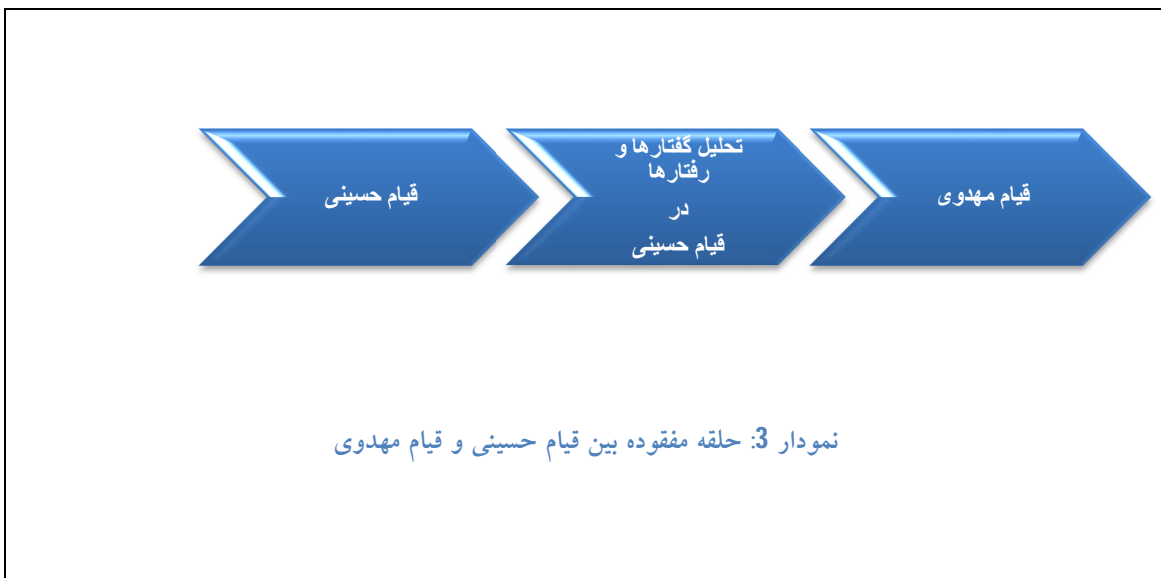 قیام حسینی
تحلیل گفتارها و
رفتارها
در
قیام حسینی
قیام مهدوی
نمودار 3: حلقه مفقوده بین قیام حسینی و قیام مهدوی